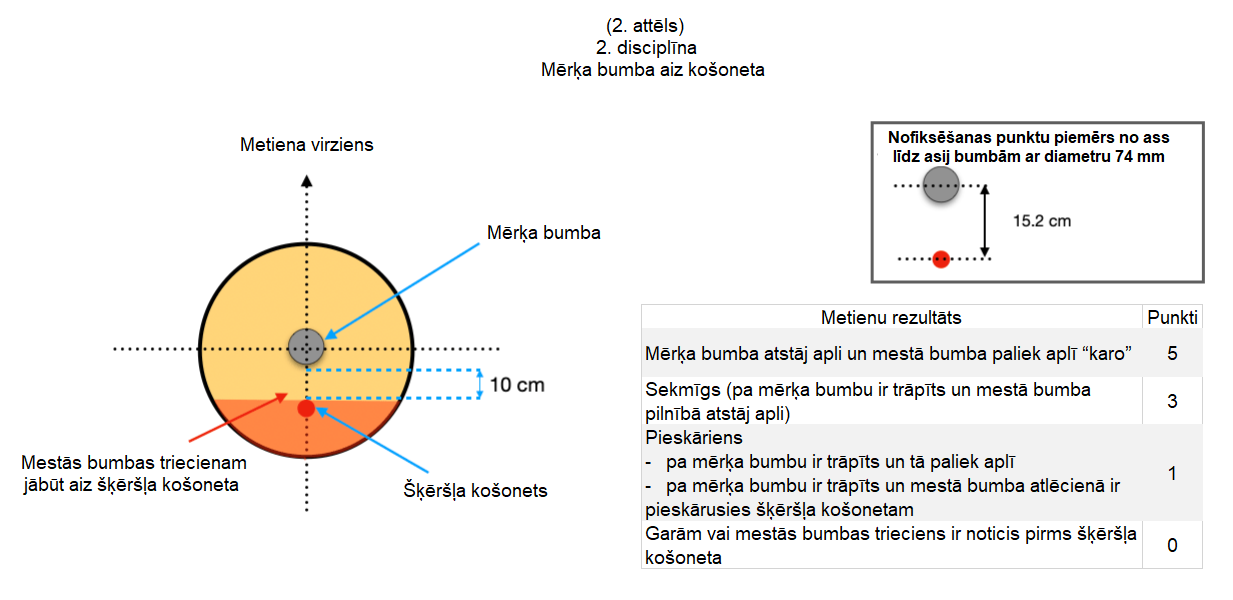 (2. attēls)
2. disciplīna
Mērķa bumba aiz košoneta
Metiena virziens
Mērķa bumba
10 cm
Mestās bumbas triecienam
jābūt aiz šķēršļa košoneta
Šķēršļa košonets
Nofiksēšanas punktu piemērs no ass
līdz asij bumbām ar diametru 74 mm
15.2 cm
Metienu rezultāts Punkti
Mērķa bumba atstāj apli un mestā bumba paliek aplī “karo” 5
Sekmīgs (pa mērķa bumbu ir trāpīts un mestā bumba
pilnībā atstāj apli) 3
Pieskāriens
- pa mērķa bumbu ir trāpīts un tā paliek aplī
- pa mērķa bumbu ir trāpīts un mestā bumba atlēcienā ir
pieskārusies šķēršļa košonetam 1
Garām vai mestās bumbas trieciens ir noticis pirms šķēršļa
košoneta 0